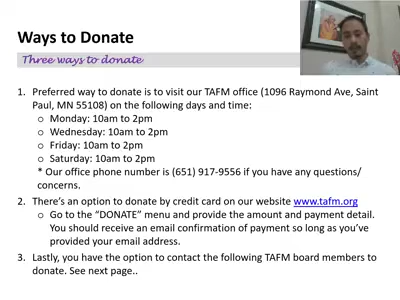 Ways to Donate
Three ways to donate
1. Preferred way to donate is to visit our TAFM office (1096 Raymond Ave, Saint
Paul, MN 55108) on the following days and time:
o Monday: 10am to 2pm
o Wednesday: 10am to 2pm
o Friday: 10am to 2pm
o Saturday: 10am to 2pm
* Our office phone number is (651) 917-9556 if you have any questions/
concerns.
2. There's an option to donate by credit card on our website www.tafm.org
o Go to the “DONATE” menu and provide the amount and payment detail.
You should receive an email confirmation of payment so long as you've
provided your email address.
3. Lastly, you have the option to contact the following TAFM board members to
donate. See next page..